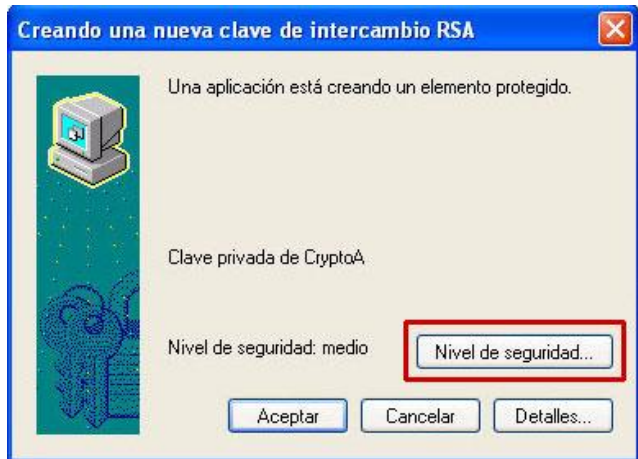 Creando una nueva clave de intercambio RSA
Una aplicación está creando un elemento protegido.
Clave privada de CryptoA
Nivel de seguridad: medio
Nivel de seguridad...
Aceptar
Cancelar
Detalles...